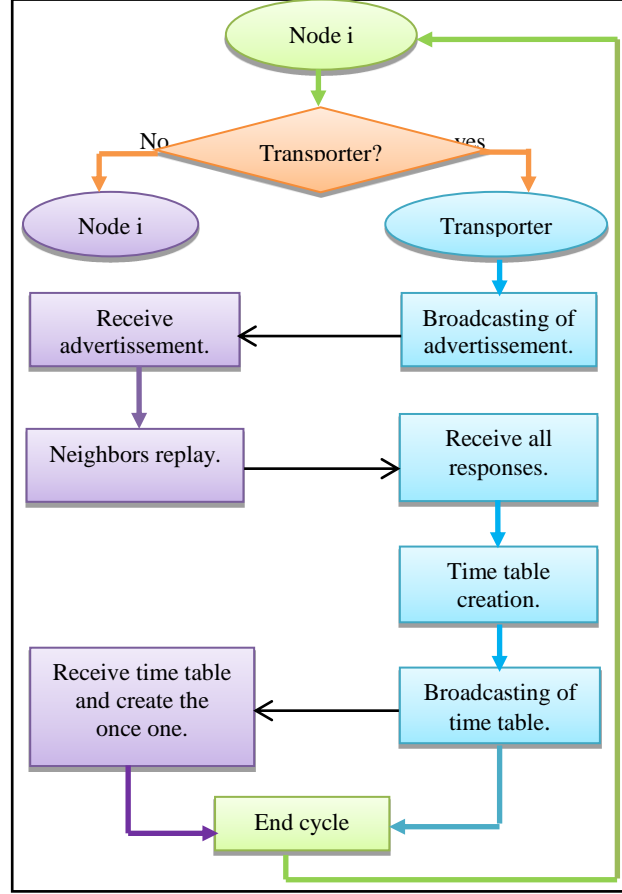 Node i
No
yes
Transporter?
Node i
Transporter
Receive
advertissement.
Broadcasting of
advertissement.
Neighbors replay.
Receive all
responses.
Time table
creation.
Receive time table
and create the
once one.
Broadcasting of
time table.
End cycle